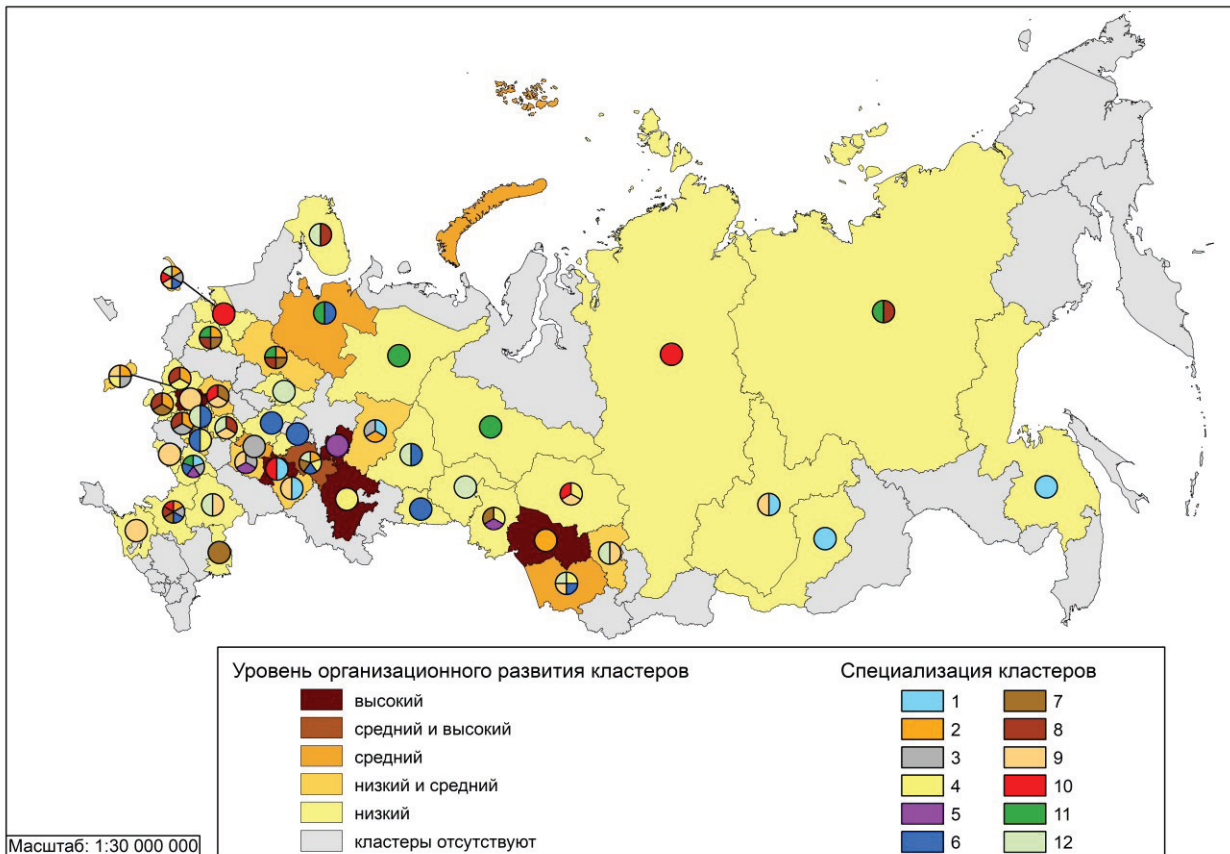 Уровень организационного развития кластеров
высокий
средний и высокий
средний
низкий и средний
низкий
кластеры отсутствуют
Специализация кластеров
1
2
3
4
5
6
7
8
9
10
11
12
Масштаб: 1:30 000 000